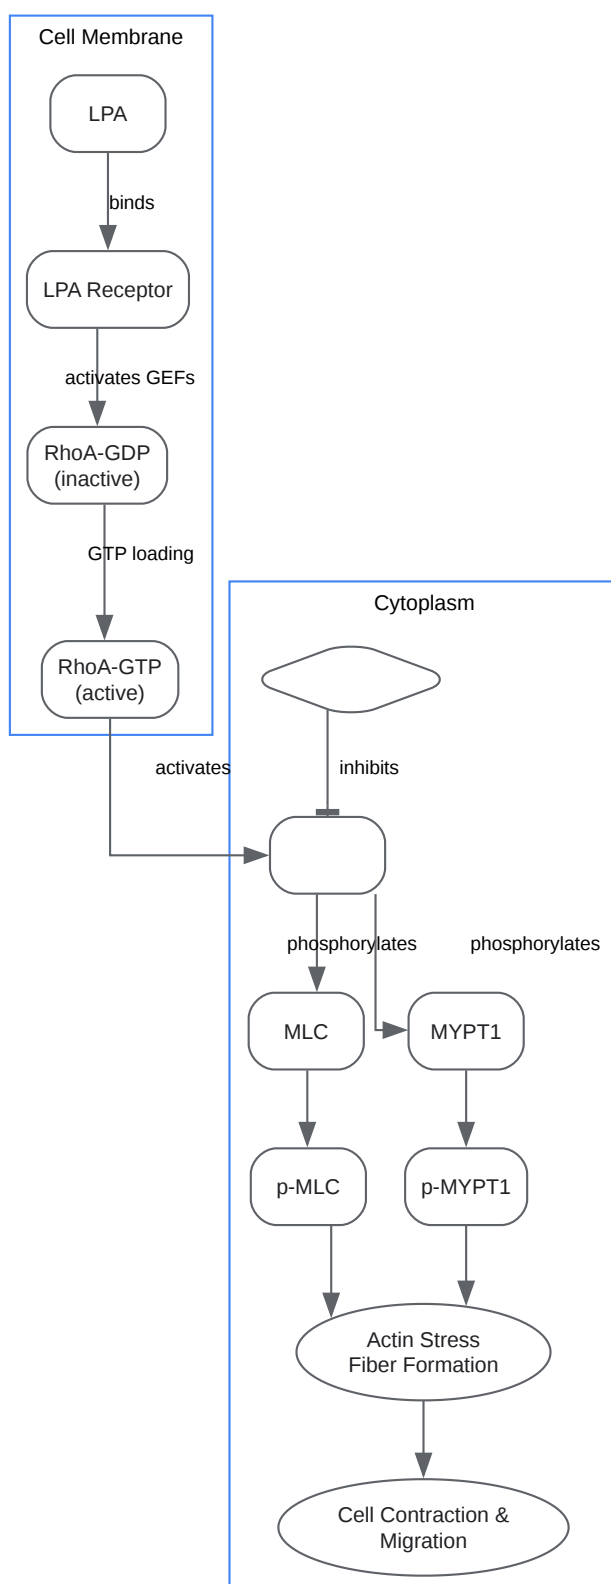 Cell Membrane
LPA
binds
LPA Receptor
activates GEFs
RhoA-GDP
(inactive)
GTP loading
RhoA-GTP
(active)
Cytoplasm
activates
inhibits
phosphorylates
phosphorylates
MLC
MYPT1
p-MLC
p-MYPT1
Actin Stress
Fiber Formation
Cell Contraction &
Migration